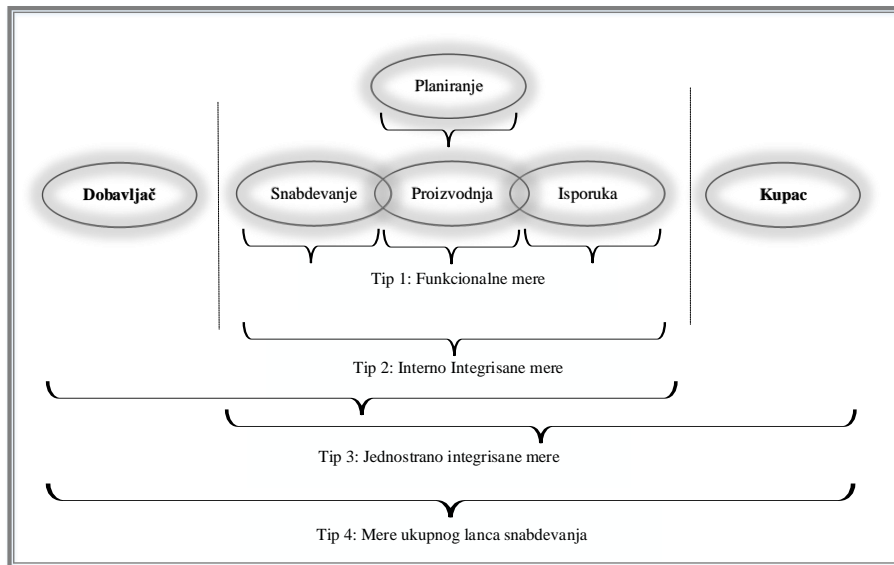 Planiranje
Dobavljač
Snabdevanje
Proizvodnja
Isporuka
Kupac
Tip 1: Funkcionalne mere
Tip 2: Interno Integrisane mere
Tip 3: Jednostrano integrisane mere
Tip 4: Mere ukupnog lanca snabdevanja